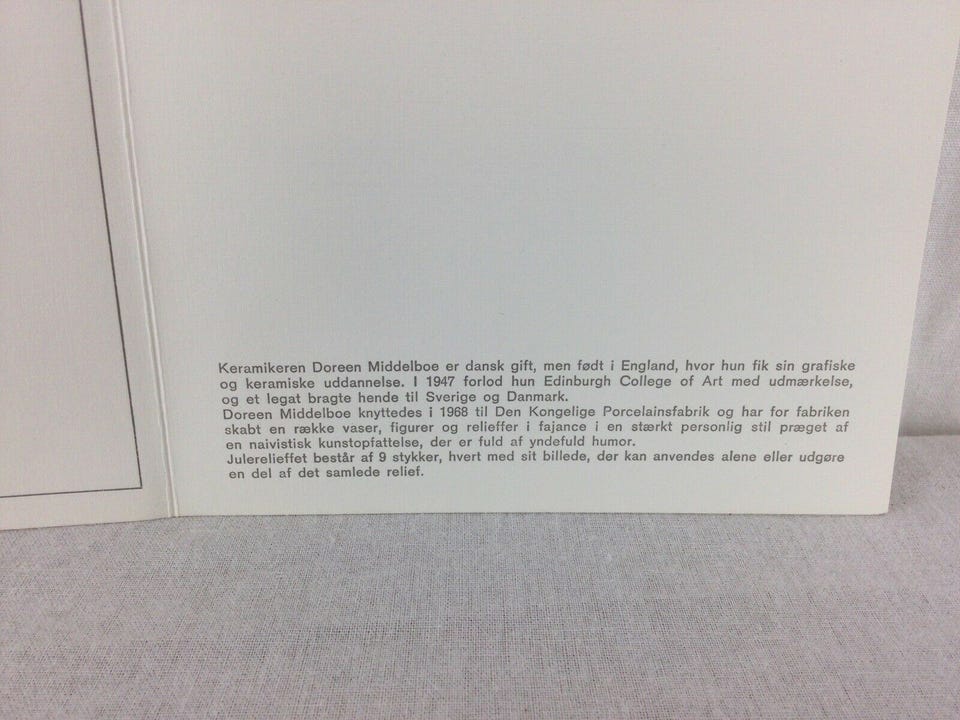 Keramikeren Doreen Middelboe er dansk gift, men født i England, hvor hun fik sin grafiske
og keramiske uddannelse. I 1947 forlod hun Edinburgh College of Art med udmærkelse,
og et legat bragte hende til Sverige og Danmark.
Doreen Middelboe knyttedes i 1968 til Den Kongelige Porcelainsfabrik og har for fabriken
skabt en række vaser, figurer og relieffer i fajance i en stærkt personlig stil præget af
en naivistisk kunstopfattelse, der er fuld af yndefuld humor.
Julerelieffet består af 9 stykker, hvert med sit billede, der kan anvendes alene eller udgøre
en del af det samlede relief.